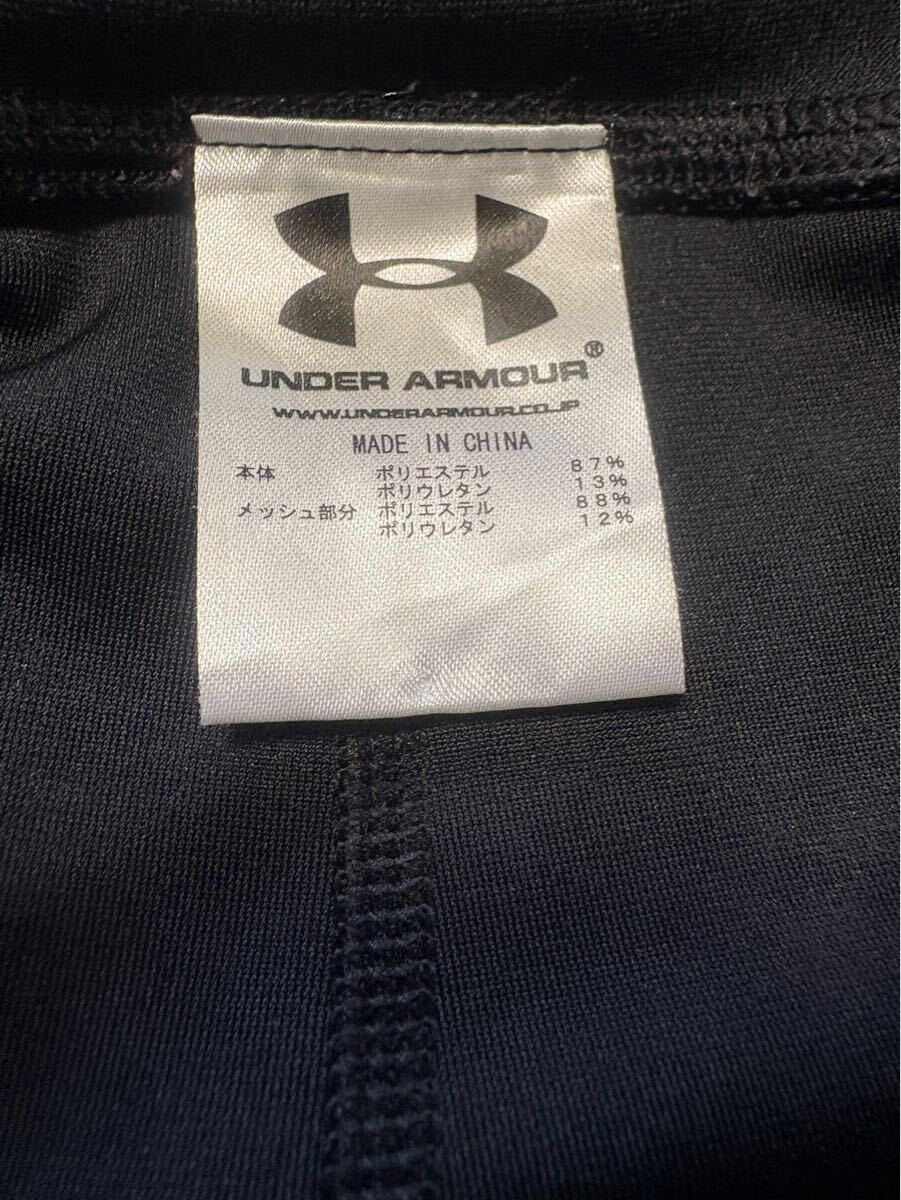 UNDER ARMOUR®
WWW.UNDERARMOUR.CO.JP
MADE IN CHINA
本体 ポリエステル 87%
ポリウレタン 13%
メッシュ部分 ポリエステル 88%
ポリウレタン 12%